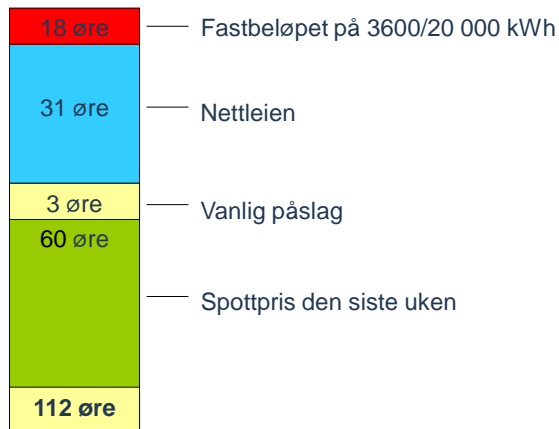 18 øre
Fastbeløpet på 3600/20 000 kWh
31 øre
Nettleien
3 øre
Vanlig påslag
60 øre
Spottpris den siste uken
112 øre